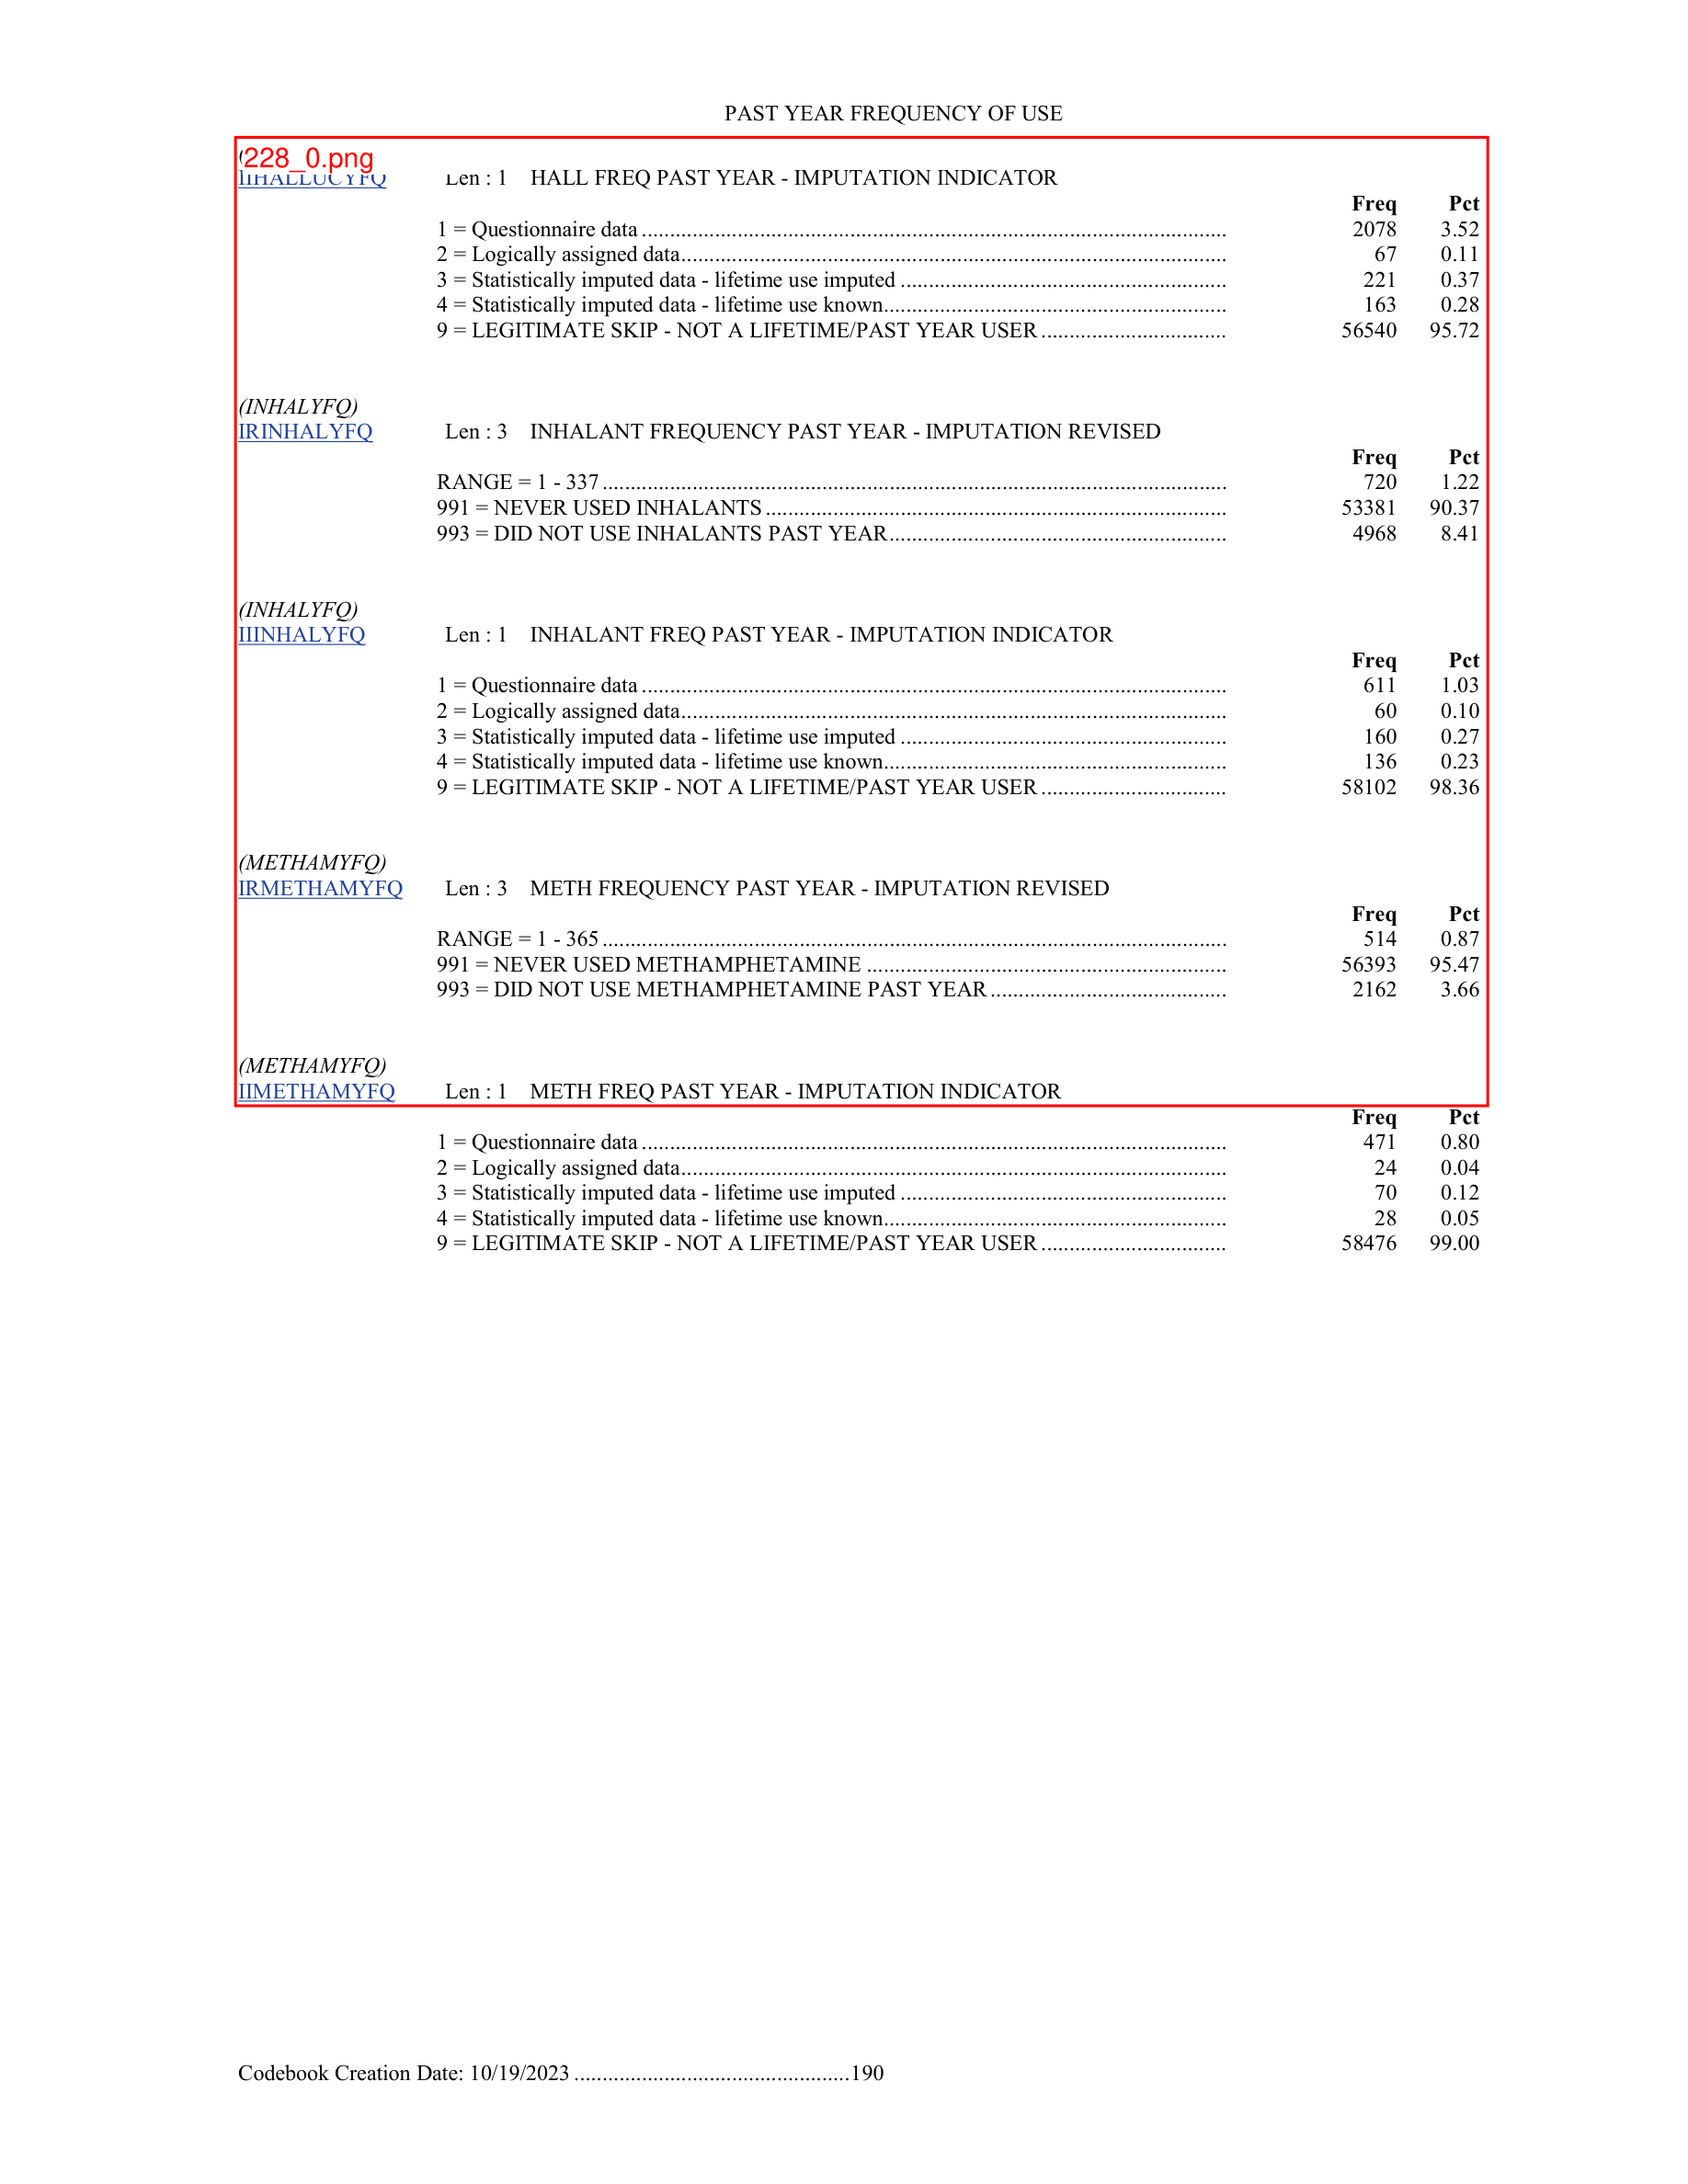 PAST YEAR FREQUENCY OF USE
228_0.png
IIHALLUCYFQ Len : 1 HALL FREQ PAST YEAR - IMPUTATION INDICATOR
Freq Pct
1 = Questionnaire data ........................................ 2078 3.52
2 = Logically assigned data ........................................ 67 0.11
3 = Statistically imputed data - lifetime use imputed ........................................ 221 0.37
4 = Statistically imputed data - lifetime use known ........................................ 163 0.28
9 = LEGITIMATE SKIP - NOT A LIFETIME/PAST YEAR USER ................................ 56540 95.72
(INHALYFQ)
IRINHALYFQ Len : 3 INHALANT FREQUENCY PAST YEAR - IMPUTATION REVISED
Freq Pct
RANGE = 1 - 337 ........................................ 720 1.22
991 = NEVER USED INHALANTS ........................................ 53381 90.37
993 = DID NOT USE INHALANTS PAST YEAR ........................................ 4968 8.41
(INHALYFQ)
IIINHALYFQ Len : 1 INHALANT FREQ PAST YEAR - IMPUTATION INDICATOR
Freq Pct
1 = Questionnaire data ........................................ 611 1.03
2 = Logically assigned data ........................................ 60 0.10
3 = Statistically imputed data - lifetime use imputed ........................................ 160 0.27
4 = Statistically imputed data - lifetime use known ........................................ 136 0.23
9 = LEGITIMATE SKIP - NOT A LIFETIME/PAST YEAR USER ................................ 58102 98.36
(METHAMYFQ)
IRMETHAMYFQ Len : 3 METH FREQUENCY PAST YEAR - IMPUTATION REVISED
Freq Pct
RANGE = 1 - 365 ........................................ 514 0.87
991 = NEVER USED METHAMPHETAMINE ........................................ 56393 95.47
993 = DID NOT USE METHAMPHETAMINE PAST YEAR ........................................ 2162 3.66
(METHAMYFQ)
IIMETHAMYFQ Len : 1 METH FREQ PAST YEAR - IMPUTATION INDICATOR
Freq Pct
1 = Questionnaire data ........................................ 471 0.80
2 = Logically assigned data ........................................ 24 0.04
3 = Statistically imputed data - lifetime use imputed ........................................ 70 0.12
4 = Statistically imputed data - lifetime use known ........................................ 28 0.05
9 = LEGITIMATE SKIP - NOT A LIFETIME/PAST YEAR USER ................................ 58476 99.00
Codebook Creation Date: 10/19/2023 ........................................190